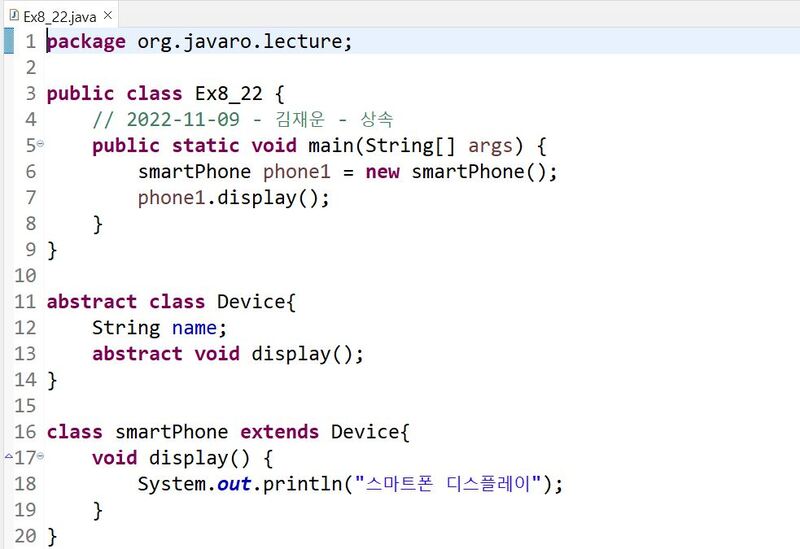 Ex8_22.java
1 package org.javaro.lecture;
2
3 public class Ex8_22 {
4     // 2022-11-09 - 김재운 - 상속
5     public static void main(String[] args) {
6         smartPhone phone1 = new smartPhone();
7         phone1.display();
8     }
9 }
10
11 abstract class Device{
12     String name;
13     abstract void display();
14 }
15
16 class smartPhone extends Device{
17     void display() {
18         System.out.println("스마트폰 디스플레이");
19     }
20 }